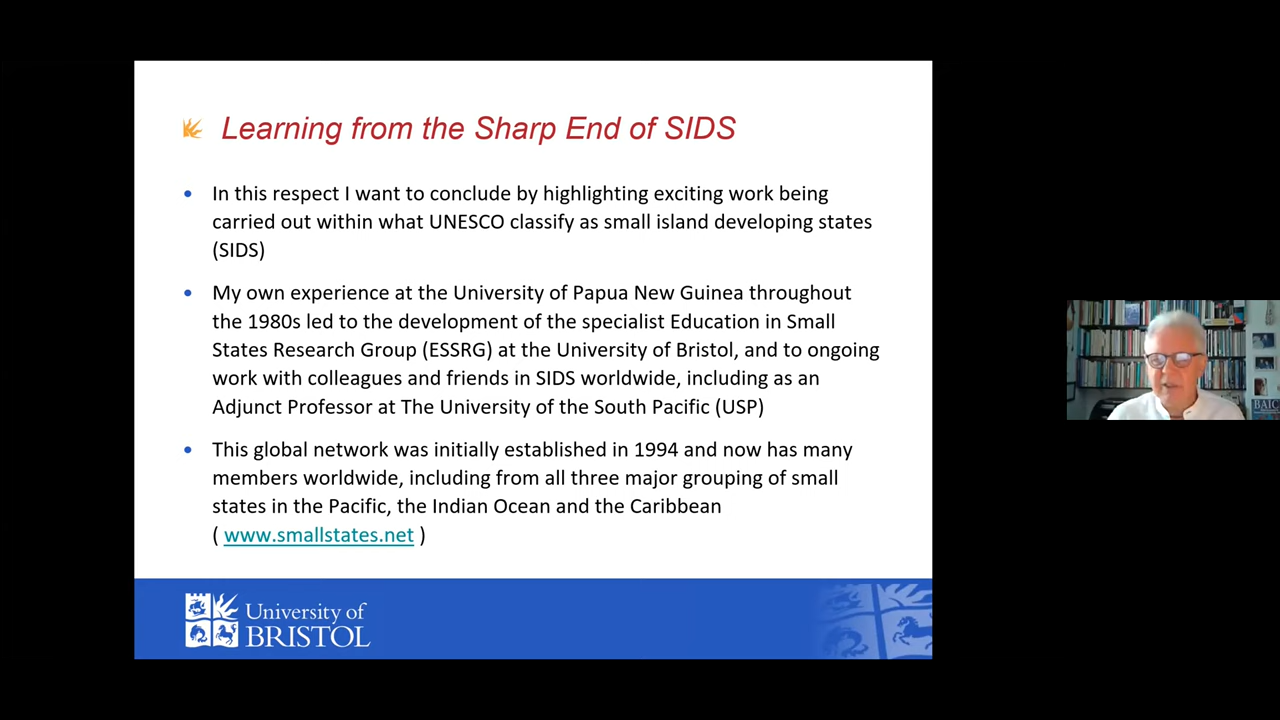 Learning from the Sharp End of SIDS
• In this respect I want to conclude by highlighting exciting work being
carried out within what UNESCO classify as small island developing states
(SIDS)
• My own experience at the University of Papua New Guinea throughout
the 1980s led to the development of the specialist Education in Small
States Research Group (ESSRG) at the University of Bristol, and to ongoing
work with colleagues and friends in SIDS worldwide, including as an
Adjunct Professor at The University of the South Pacific (USP)
• This global network was initially established in 1994 and now has many
members worldwide, including from all three major grouping of small
states in the Pacific, the Indian Ocean and the Caribbean
( www.smallstates.net )
University of
BRISTOL
BAIC